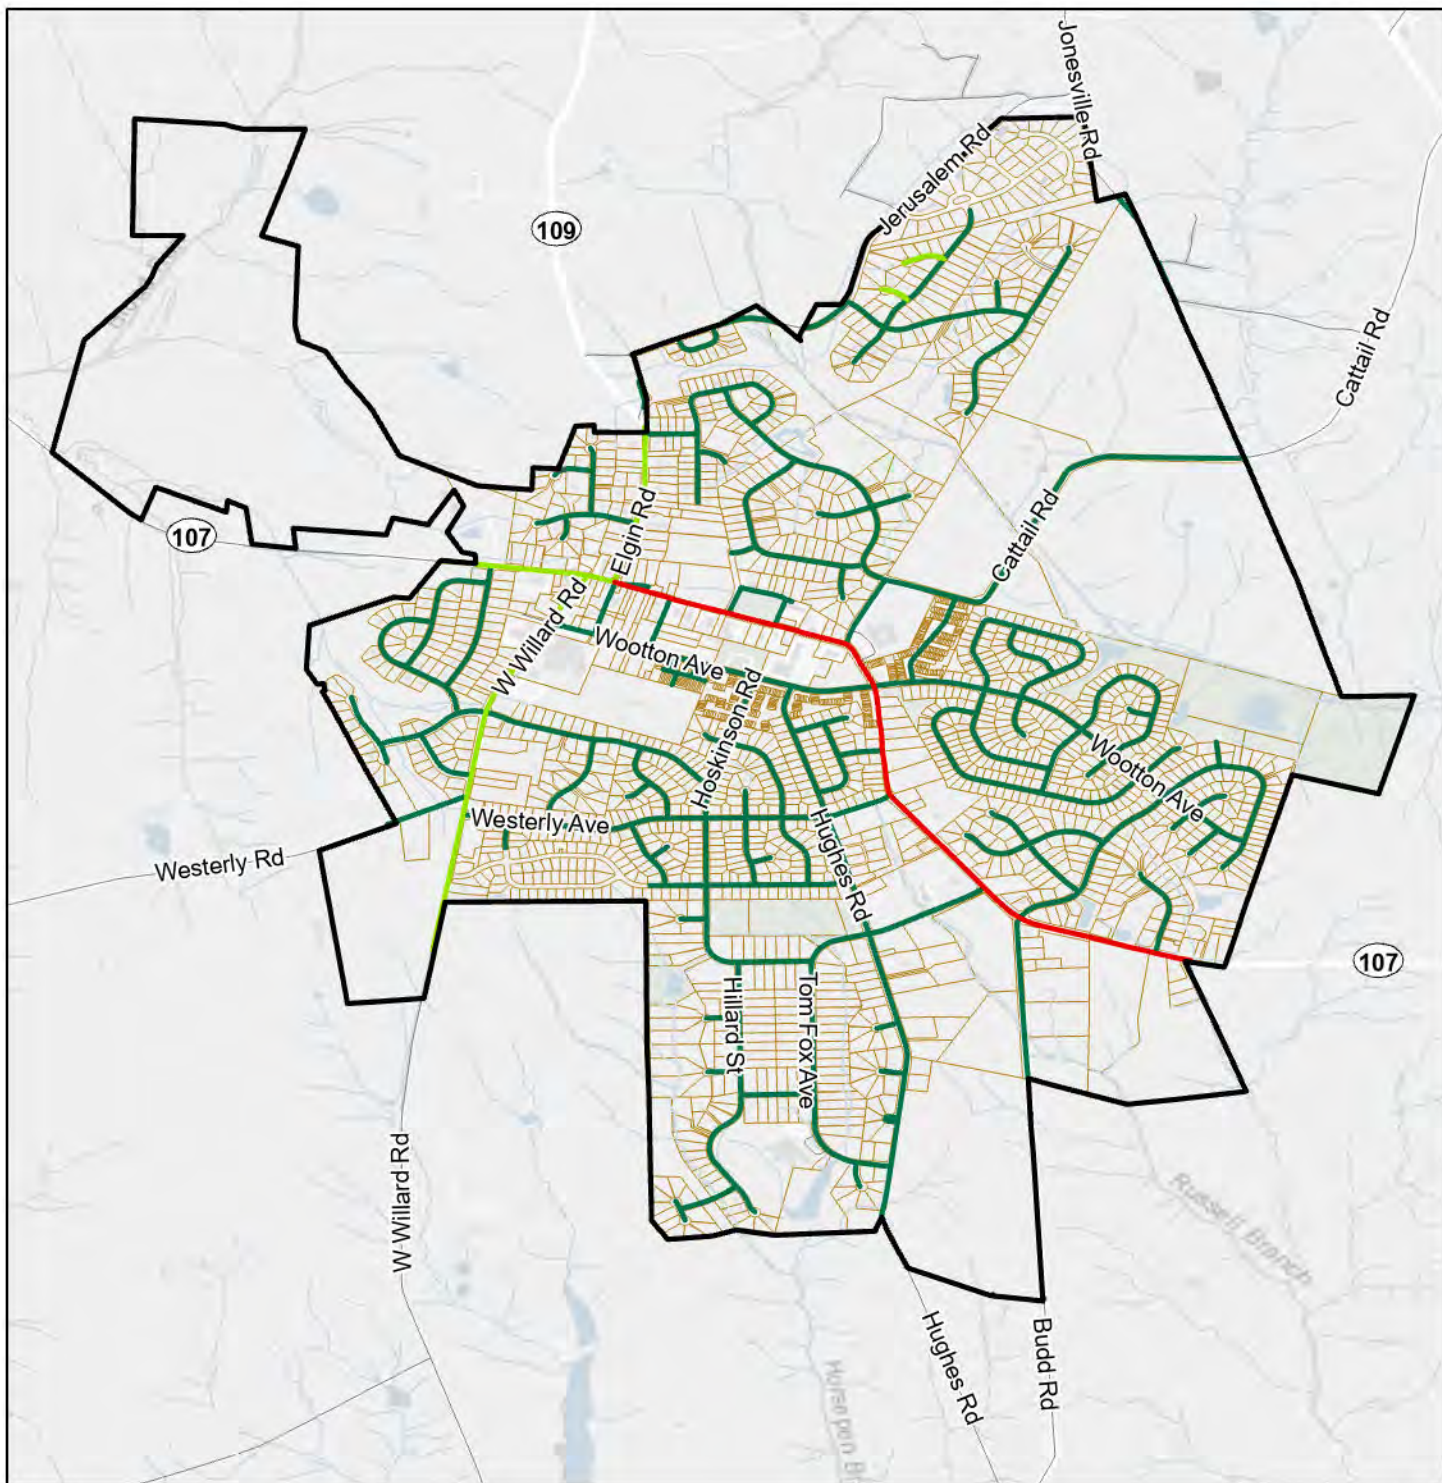 Jonesville Rd
Jerusalem Rd
109
Cattail Rd
107
Elgin Rd
Cattail Rd
W Willard Rd
Wootton Ave
Hoskinson Rd
Wootton Ave
Westerly Ave
Hughes Rd
Westerly Rd
107
Hillard St
Tom Fox Ave
W Willard Rd
Russell Branch
Hughes Rd
Budd Rd